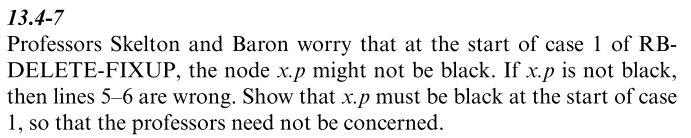 13.4-7
Professors Skelton and Baron worry that at the start of case 1 of RB-
DELETE-FIXUP, the node x.p might not be black. If x.p is not black,
then lines 5–6 are wrong. Show that x.p must be black at the start of case
1, so that the professors need not be concerned.